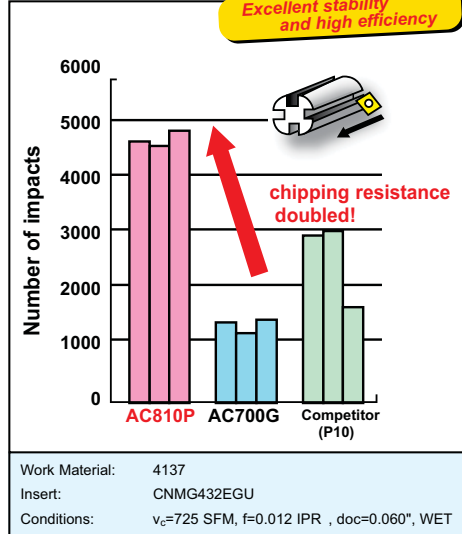 Excellent stability
and high efficiency
6000
5000
4000
3000
2000
1000
0
Number of impacts
chipping resistance
doubled!
AC810P AC700G Competitor
(P10)
Work Material: 4137
Insert: CNMG432EGU
Conditions: vc=725 SFM, f=0.012 IPR , doc=0.060", WET